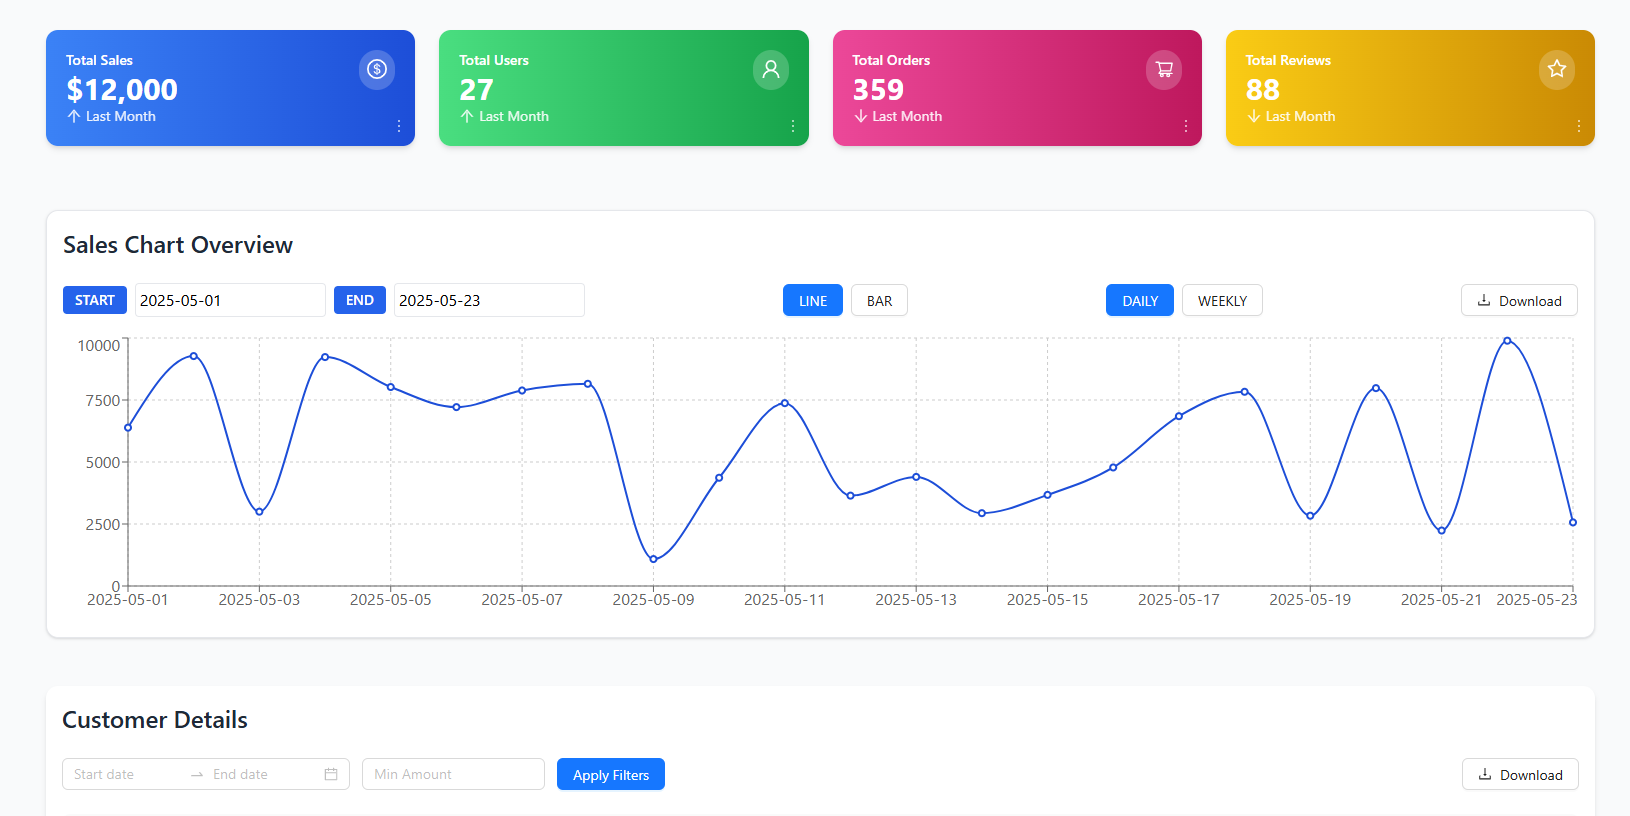 Total Sales
$12,000
Last Month
Total Users
27
Last Month
Total Orders
359
Last Month
Total Reviews
88
Last Month
Sales Chart Overview
START 2025-05-01 END 2025-05-23 LINE BAR DAILY WEEKLY Download
10000
7500
5000
2500
0
2025-05-01 2025-05-03 2025-05-05 2025-05-07 2025-05-09 2025-05-11 2025-05-13 2025-05-15 2025-05-17 2025-05-19 2025-05-21 2025-05-23
Customer Details
Start date End date Min Amount Apply Filters Download